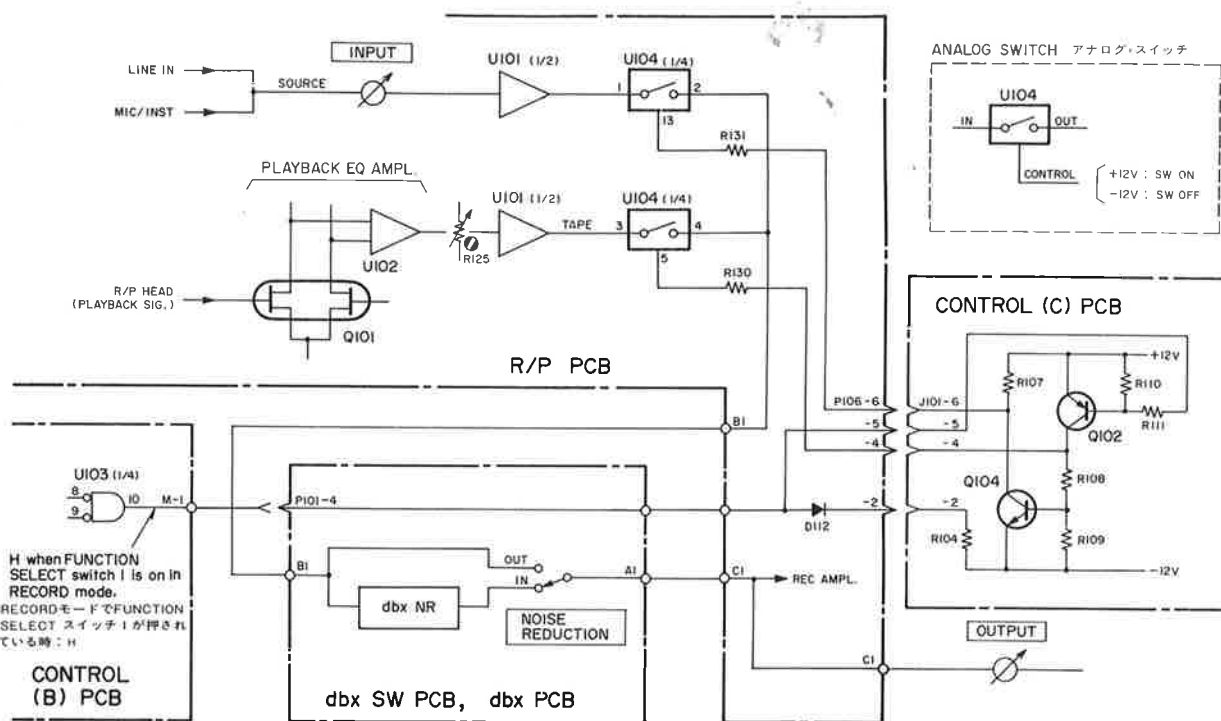 INPUT
LINE IN
MIC/INST
SOURCE
U101 (1/2)
U104 (1/4)
1
2
13
R131
ANALOG SWITCH アナログ・スイッチ
U104
IN
OUT
CONTROL
+12V : SW ON
-12V : SW OFF
PLAYBACK EQ AMPL.
U102
R125
U101 (1/2)
TAPE
U104 (1/4)
3
4
5
R130
R/P HEAD
(PLAYBACK SIG.)
Q101
R/P PCB
CONTROL (C) PCB
+12V
R107
R110
R111
P106-6
J101-6
-5
-5
-4
-4
Q102
R108
Q104
-2
-2
R104
R109
-12V
B1
U103 (1/4)
8
9
10
M-1
P101-4
D112
H when FUNCTION
SELECT switch 1 is on in
RECORD mode.
RECORDモードでFUNCTION
SELECT スイッチ1が押され
ている時:H
B1
OUT
IN
dbx NR
A1
C1
REC AMPL.
NOISE
REDUCTION
OUTPUT
C1
CONTROL
(B) PCB
dbx SW PCB, dbx PCB